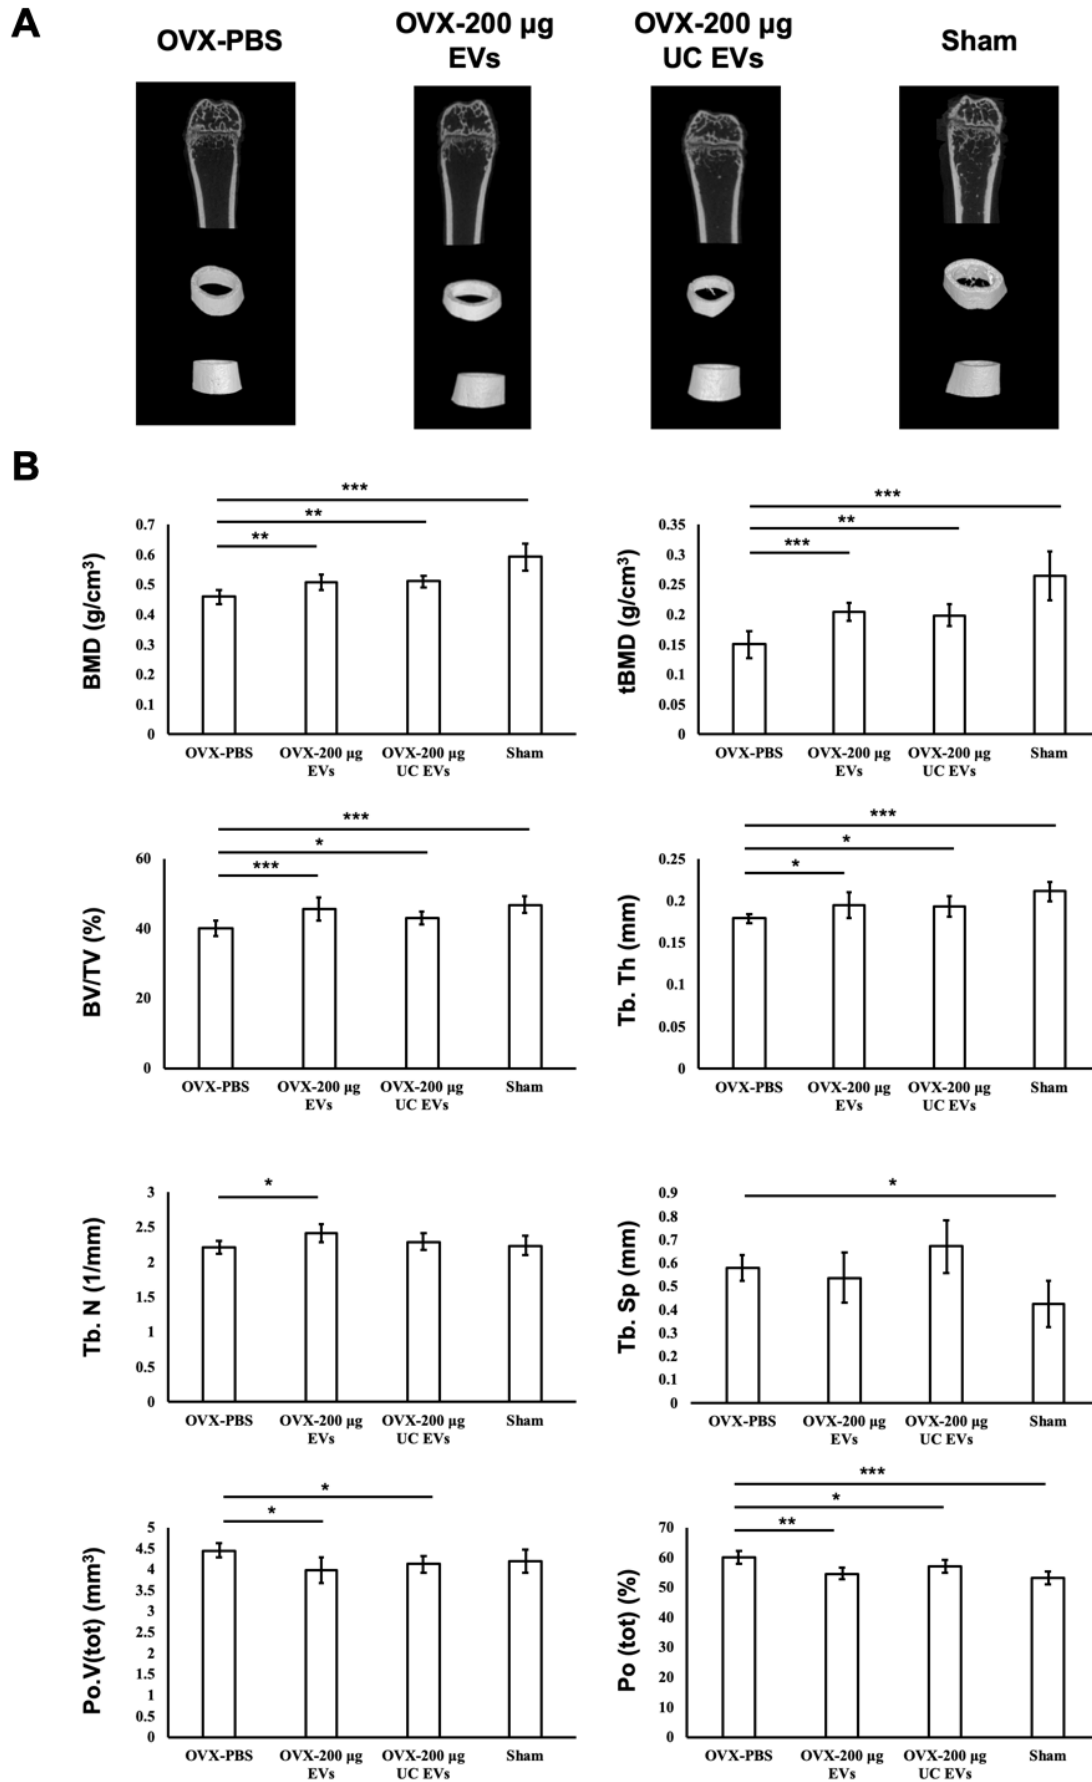 A
OVX-PBS
OVX-200 µg
EVs
OVX-200 µg
UC EVs
Sham
B
***
**
**
BMD (g/cm³)
0.7
0.6
0.5
0.4
0.3
0.2
0.1
0
OVX-PBS
OVX-200 µg
EVs
OVX-200 µg
UC EVs
Sham
***
**
***
tBMD (g/cm³)
0.35
0.3
0.25
0.2
0.15
0.1
0.05
0
OVX-PBS
OVX-200 µg
EVs
OVX-200 µg
UC EVs
Sham
***
*
***
BV/TV (%)
60
40
20
0
OVX-PBS
OVX-200 µg
EVs
OVX-200 µg
UC EVs
Sham
***
*
*
Tb. Th (mm)
0.25
0.2
0.15
0.1
0.05
0
OVX-PBS
OVX-200 µg
EVs
OVX-200 µg
UC EVs
Sham
*
Tb. N (1/mm)
3
2.5
2
1.5
1
0.5
0
OVX-PBS
OVX-200 µg
EVs
OVX-200 µg
UC EVs
Sham
*
Tb. Sp (mm)
0.9
0.8
0.7
0.6
0.5
0.4
0.3
0.2
0.1
0
OVX-PBS
OVX-200 µg
EVs
OVX-200 µg
UC EVs
Sham
*
*
Po.V(tot) (mm³)
5
4.5
4
3.5
3
2.5
2
1.5
1
0.5
0
OVX-PBS
OVX-200 µg
EVs
OVX-200 µg
UC EVs
Sham
***
*
**
Po (tot) (%)
70
60
50
40
30
20
10
0
OVX-PBS
OVX-200 µg
EVs
OVX-200 µg
UC EVs
Sham